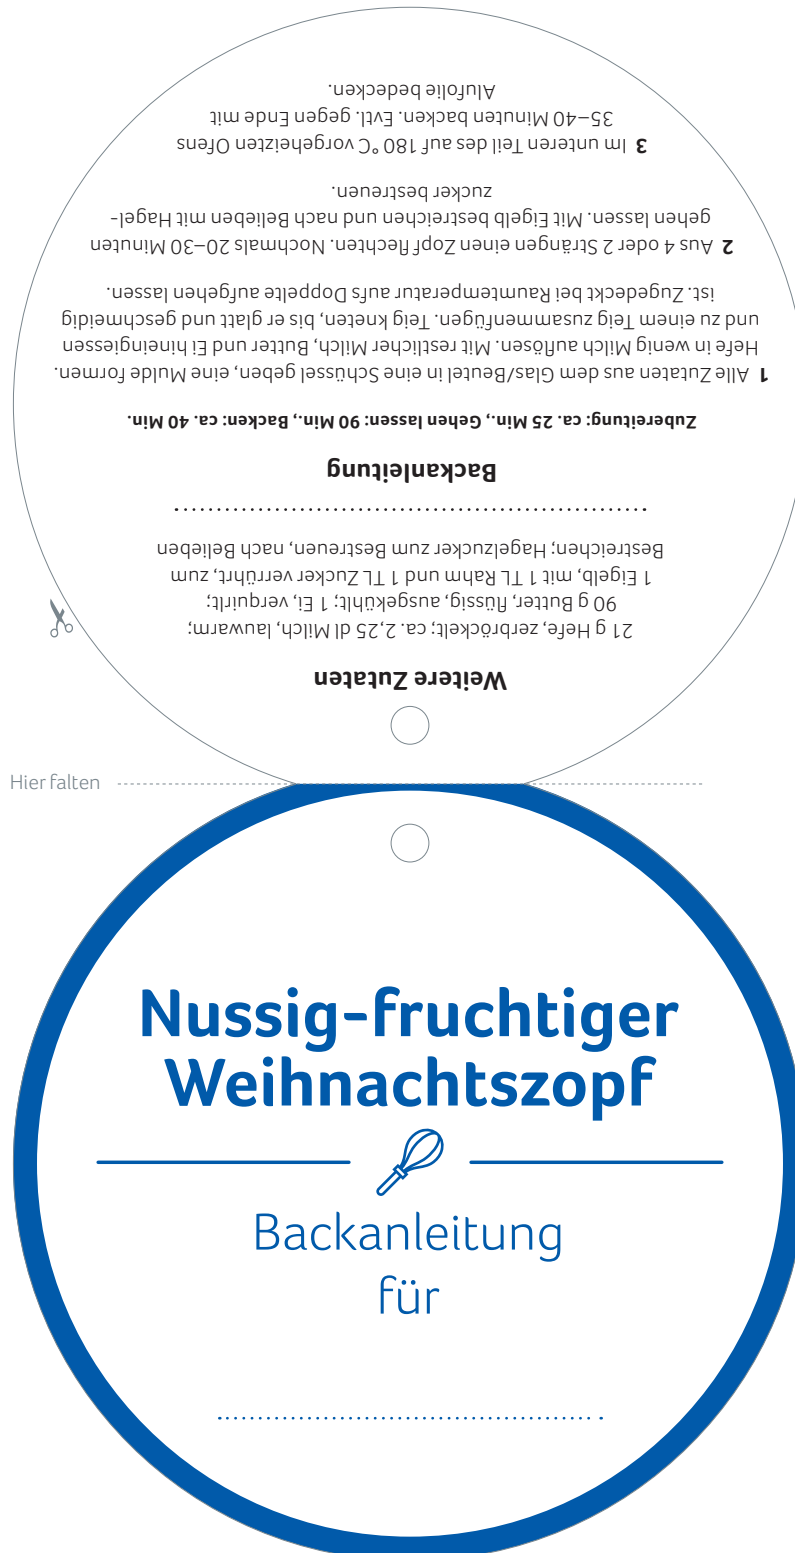 Weitere Zutaten
21 g Hefe, zerbröckelt; ca. 2,25 dl Milch, lauwarm;
90 g Butter, flüssig, ausgekühlt; 1 Ei, verquirlt;
1 Eigelb, mit 1 TL Rahm und 1 TL Zucker verrührt, zum
Bestreichen; Hagelzucker zum Bestreuen, nach Belieben
Backanleitung
Zubereitung: ca. 25 Min., Gehen lassen: 90 Min., Backen: ca. 40 Min.
1 Alle Zutaten aus dem Glas/Beutel in eine Schüssel geben, eine Mulde formen.
Hefe in wenig Milch auflösen. Mit restlicher Milch, Butter und Ei hineingiessen
und zu einem Teig zusammenfügen. Teig kneten, bis er glatt und geschmeidig
ist. Zugedeckt bei Raumtemperatur aufs Doppelte aufgehen lassen.
2 Aus 4 oder 2 Strängen einen Zopf flechten. Nochmals 20–30 Minuten
gehen lassen. Mit Eigelb bestreichen und nach Belieben mit Hagel-
zucker bestreuen.
3 Im unteren Teil des auf 180 °C vorgeheizten Ofens
35–40 Minuten backen. Evtl. gegen Ende mit
Alufolie bedecken.
Hier falten
Nussig-fruchtiger
Weihnachtszopf
Backanleitung
für